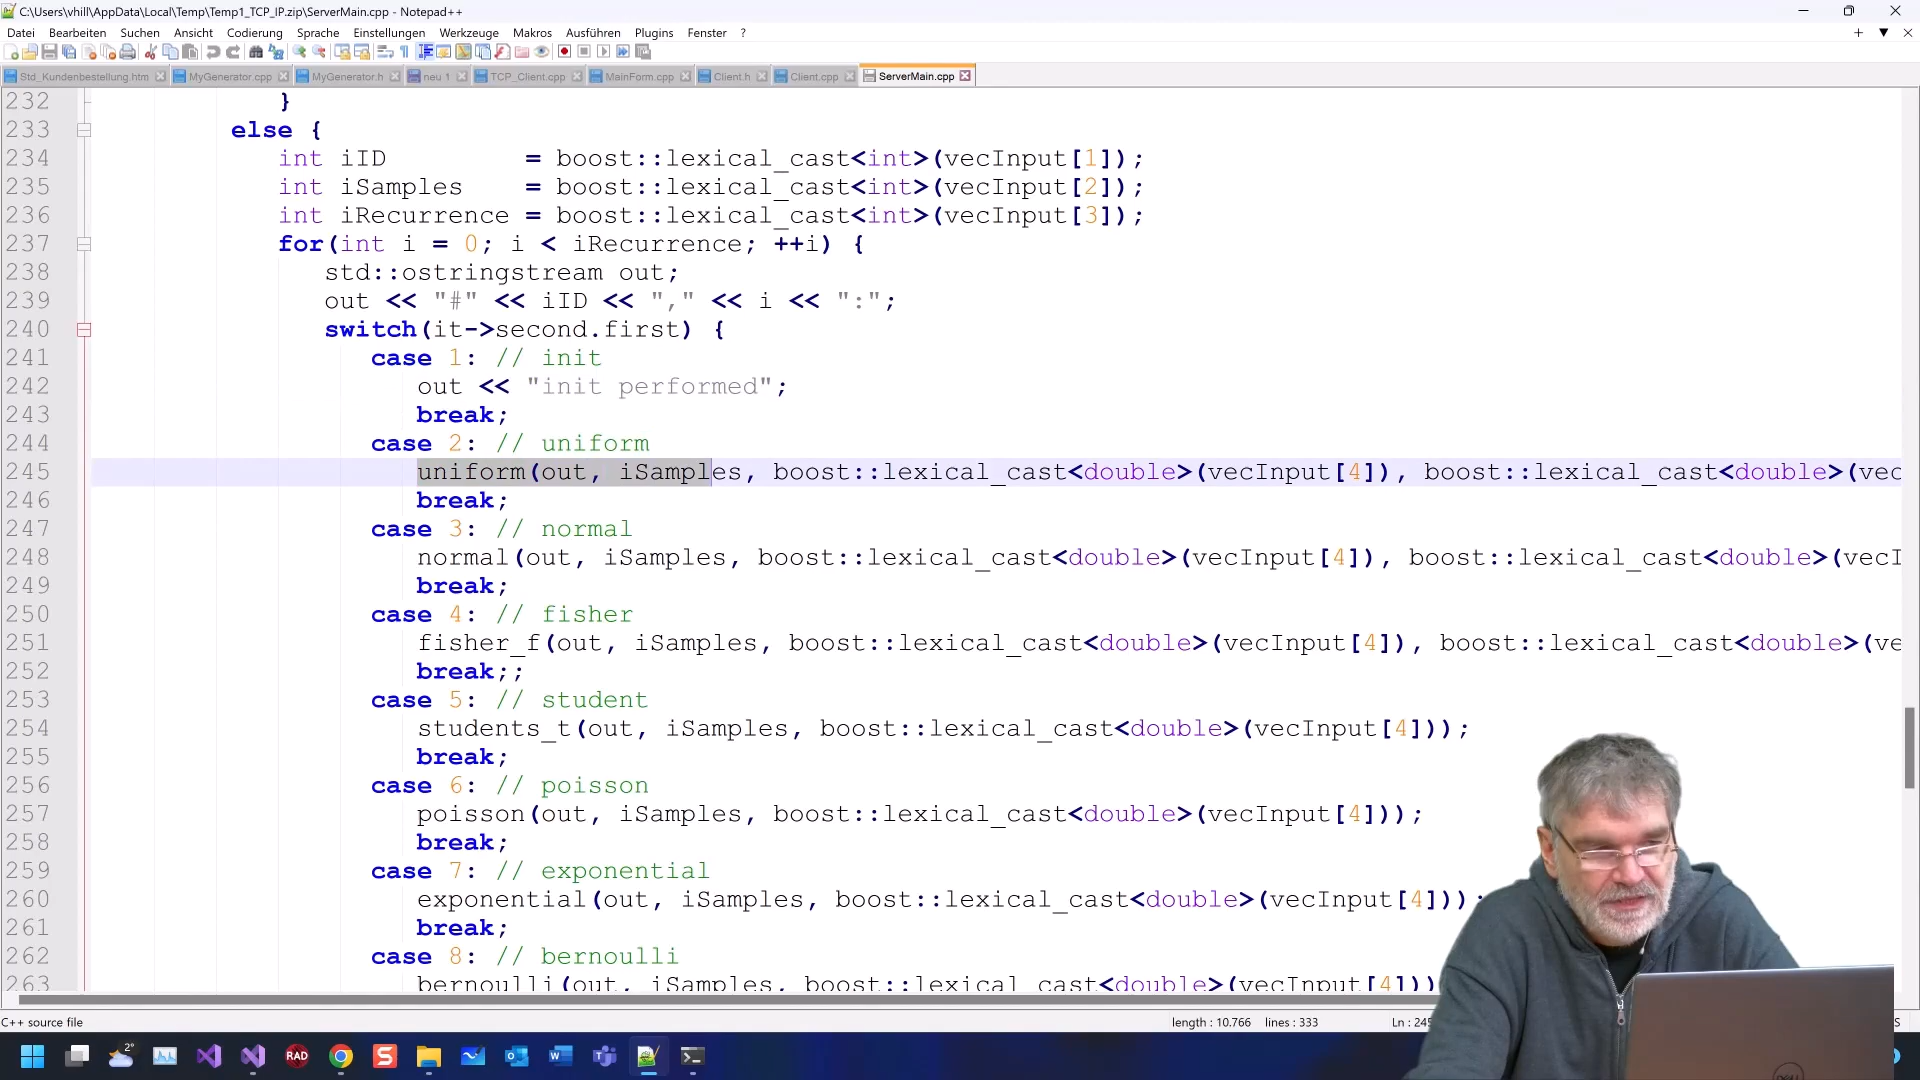 C:\Users\vhill\AppData\Local\Temp\Temp1_TCP_IP.zip\ServerMain.cpp - Notepad++
Datei Bearbeiten Suchen Ansicht Codierung Sprache Einstellungen Werkzeuge Makros Ausführen Plugins Fenster ?
Std_Kundenbestellung.htm MyGenerator.cpp MyGenerator.h neu 1 TCP_Client.cpp MainForm.cpp Client.h Client.cpp ServerMain.cpp
232 }
233 else {
234 int iID = boost::lexical_cast<int>(vecInput[1]);
235 int iSamples = boost::lexical_cast<int>(vecInput[2]);
236 int iRecurrence = boost::lexical_cast<int>(vecInput[3]);
237 for(int i = 0; i < iRecurrence; ++i) {
238 std::ostringstream out;
239 out << "#" << iID << "," << i << ":";
240 switch(it->second.first) {
241 case 1: // init
242 out << "init performed";
243 break;
244 case 2: // uniform
245 uniform(out, iSamples, boost::lexical_cast<double>(vecInput[4]), boost::lexical_cast<double>(vec
246 break;
247 case 3: // normal
248 normal(out, iSamples, boost::lexical_cast<double>(vecInput[4]), boost::lexical_cast<double>(vecI
249 break;
250 case 4: // fisher
251 fisher_f(out, iSamples, boost::lexical_cast<double>(vecInput[4]), boost::lexical_cast<double>(ve
252 break;;
253 case 5: // student
254 students_t(out, iSamples, boost::lexical_cast<double>(vecInput[4]));
255 break;
256 case 6: // poisson
257 poisson(out, iSamples, boost::lexical_cast<double>(vecInput[4]));
258 break;
259 case 7: // exponential
260 exponential(out, iSamples, boost::lexical_cast<double>(vecInput[4]));
261 break;
262 case 8: // bernoulli
263 bernoulli(out, iSamples, boost::lexical_cast<double>(vecInput[4]))
C++ source file length : 10.766 lines : 333 Ln : 245
2°
RAD